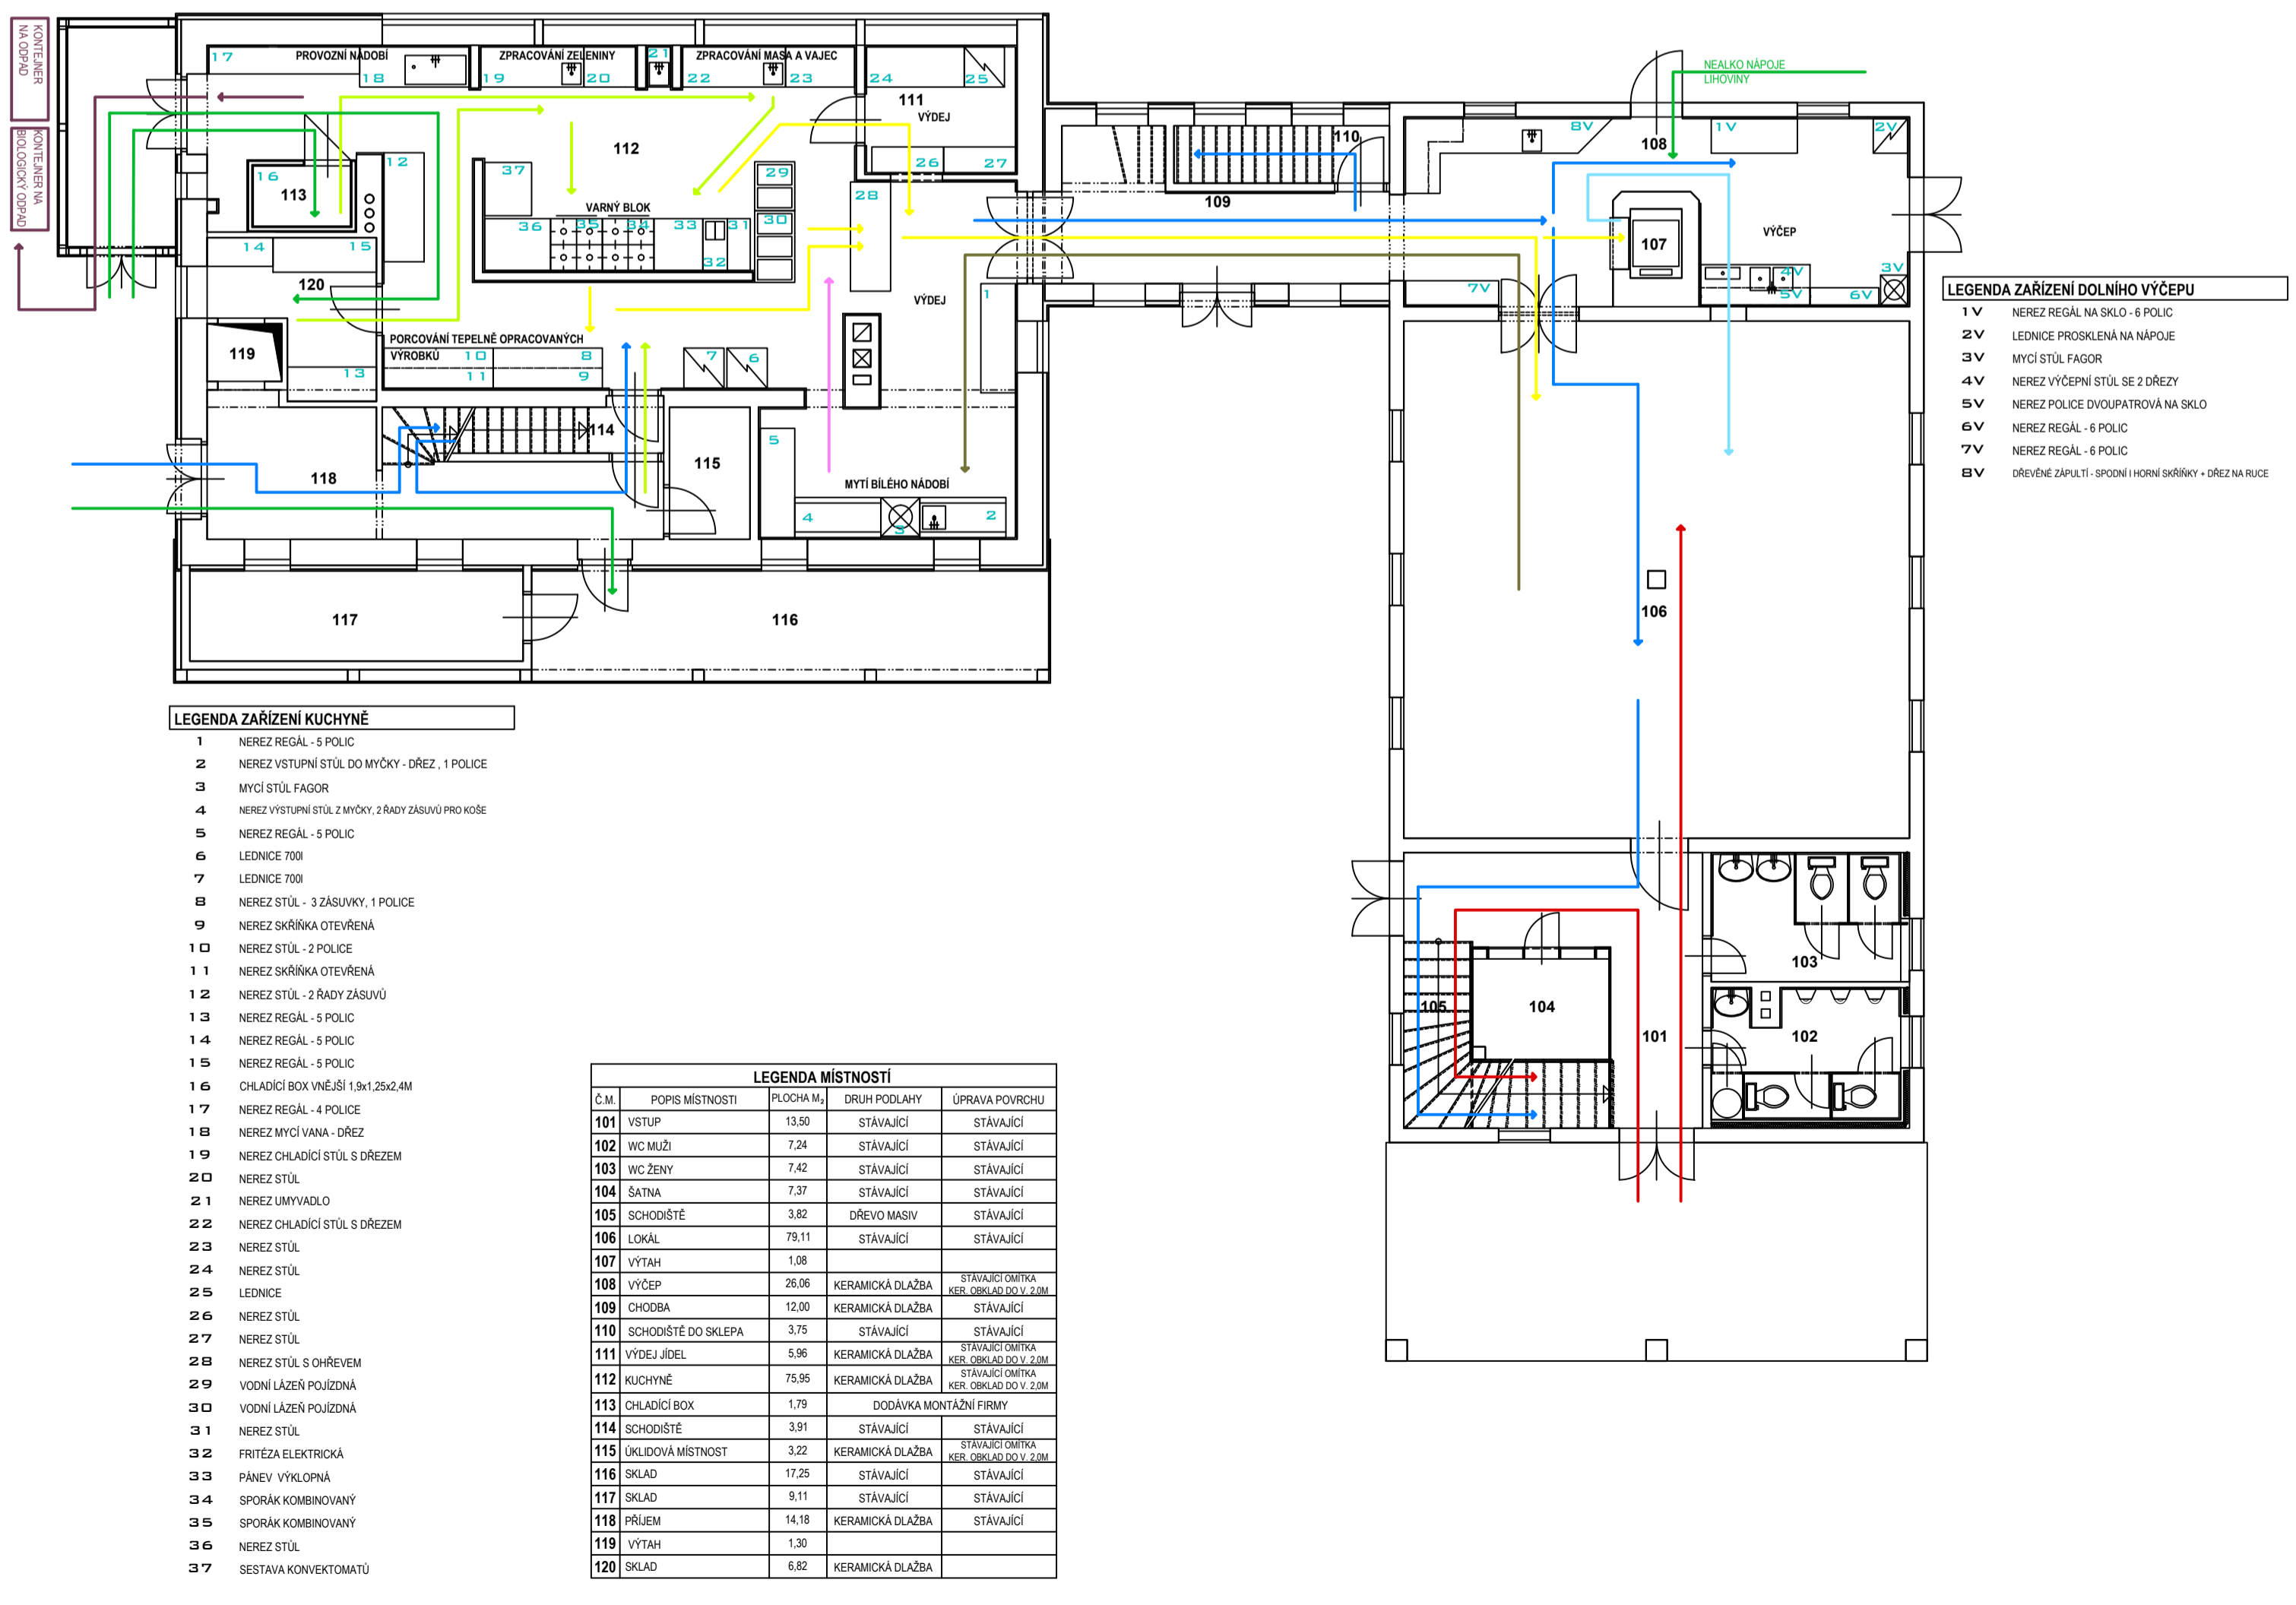 KONTEJNER
NA ODPAD
KONTEJNER NA
BIOLOGICKÝ ODPAD
17
PROVOZNÍ NÁDOBÍ
18
19
ZPRACOVÁNÍ ZELENINY
20
21
22
ZPRACOVÁNÍ MASA A VAJEC
23
24
25
111
VÝDEJ
112
12
16
113
37
29
26
27
28
VARNÝ BLOK
36
35
34
33
31
30
32
14
15
120
VÝDEJ
1
119
13
PORCOVÁNÍ TEPELNĚ OPRACOVANÝCH
VÝROBKŮ
10
8
11
9
7
6
114
118
115
5
MYTÍ BÍLÉHO NÁDOBÍ
4
3
2
117
116
110
109
NEALKO NÁPOJE
LIHOVINY
8V
108
1V
2V
107
VÝČEP
4V
3V
5V
6V
7V
106
103
102
101
104
105
LEGENDA ZAŘÍZENÍ DOLNÍHO VÝČEPU
1V NEREZ REGÁL NA SKLO - 6 POLIC
2V LEDNICE PROSKLENÁ NA NÁPOJE
3V MYCÍ STŮL FAGOR
4V NEREZ VÝČEPNÍ STŮL SE 2 DŘEZY
5V NEREZ POLICE DVOUPATROVÁ NA SKLO
6V NEREZ REGÁL - 6 POLIC
7V NEREZ REGÁL - 6 POLIC
8V DŘEVĚNÉ ZÁPULTÍ - SPODNÍ I HORNÍ SKŘÍŇKY + DŘEZ NA RUCE
LEGENDA ZAŘÍZENÍ KUCHYNĚ
1 NEREZ REGÁL - 5 POLIC
2 NEREZ VSTUPNÍ STŮL DO MYČKY - DŘEZ , 1 POLICE
3 MYCÍ STŮL FAGOR
4 NEREZ VÝSTUPNÍ STŮL Z MYČKY, 2 ŘADY ZÁSUVŮ PRO KOŠE
5 NEREZ REGÁL - 5 POLIC
6 LEDNICE 700l
7 LEDNICE 700l
8 NEREZ STŮL - 3 ZÁSUVKY, 1 POLICE
9 NEREZ SKŘÍŇKA OTEVŘENÁ
10 NEREZ STŮL - 2 POLICE
11 NEREZ SKŘÍŇKA OTEVŘENÁ
12 NEREZ STŮL - 2 ŘADY ZÁSUVŮ
13 NEREZ REGÁL - 5 POLIC
14 NEREZ REGÁL - 5 POLIC
15 NEREZ REGÁL - 5 POLIC
16 CHLADÍCÍ BOX VNĚJŠÍ 1,9x1,25x2,4M
17 NEREZ REGÁL - 4 POLICE
18 NEREZ MYCÍ VANA - DŘEZ
19 NEREZ CHLADÍCÍ STŮL S DŘEZEM
20 NEREZ STŮL
21 NEREZ UMYVADLO
22 NEREZ CHLADÍCÍ STŮL S DŘEZEM
23 NEREZ STŮL
24 NEREZ STŮL
25 LEDNICE
26 NEREZ STŮL
27 NEREZ STŮL
28 NEREZ STŮL S OHŘEVEM
29 VODNÍ LÁZEŇ POJÍZDNÁ
30 VODNÍ LÁZEŇ POJÍZDNÁ
31 NEREZ STŮL
32 FRITÉZA ELEKTRICKÁ
33 PÁNEV VÝKLOPNÁ
34 SPORÁK KOMBINOVANÝ
35 SPORÁK KOMBINOVANÝ
36 NEREZ STŮL
37 SESTAVA KONVEKTOMATŮ
LEGENDA MÍSTNOSTÍ
Č.M. POPIS MÍSTNOSTI PLOCHA M2 DRUH PODLAHY ÚPRAVA POVRCHU
101 VSTUP 13,50 STÁVAJÍCÍ STÁVAJÍCÍ
102 WC MUŽI 7,24 STÁVAJÍCÍ STÁVAJÍCÍ
103 WC ŽENY 7,42 STÁVAJÍCÍ STÁVAJÍCÍ
104 ŠATNA 7,37 STÁVAJÍCÍ STÁVAJÍCÍ
105 SCHODIŠTĚ 3,82 DŘEVO MASIV STÁVAJÍCÍ
106 LOKÁL 79,11 STÁVAJÍCÍ STÁVAJÍCÍ
107 VÝTAH 1,08
108 VÝČEP 26,06 KERAMICKÁ DLAŽBA STÁVAJÍCÍ OMÍTKA
KER. OBKLAD DO V. 2,0M
109 CHODBA 12,00 KERAMICKÁ DLAŽBA STÁVAJÍCÍ
110 SCHODIŠTĚ DO SKLEPA 3,75 STÁVAJÍCÍ STÁVAJÍCÍ
111 VÝDEJ JÍDEL 5,96 KERAMICKÁ DLAŽBA STÁVAJÍCÍ OMÍTKA
KER. OBKLAD DO V. 2,0M
112 KUCHYNĚ 75,95 KERAMICKÁ DLAŽBA STÁVAJÍCÍ OMÍTKA
KER. OBKLAD DO V. 2,0M
113 CHLADÍCÍ BOX 1,79 DODÁVKA MONTÁŽNÍ FIRMY
114 SCHODIŠTĚ 3,91 STÁVAJÍCÍ STÁVAJÍCÍ
115 ÚKLIDOVÁ MÍSTNOST 3,22 KERAMICKÁ DLAŽBA STÁVAJÍCÍ OMÍTKA
KER. OBKLAD DO V. 2,0M
116 SKLAD 17,25 STÁVAJÍCÍ STÁVAJÍCÍ
117 SKLAD 9,11 STÁVAJÍCÍ STÁVAJÍCÍ
118 PŘÍJEM 14,18 KERAMICKÁ DLAŽBA STÁVAJÍCÍ
119 VÝTAH 1,30
120 SKLAD 6,82 KERAMICKÁ DLAŽBA